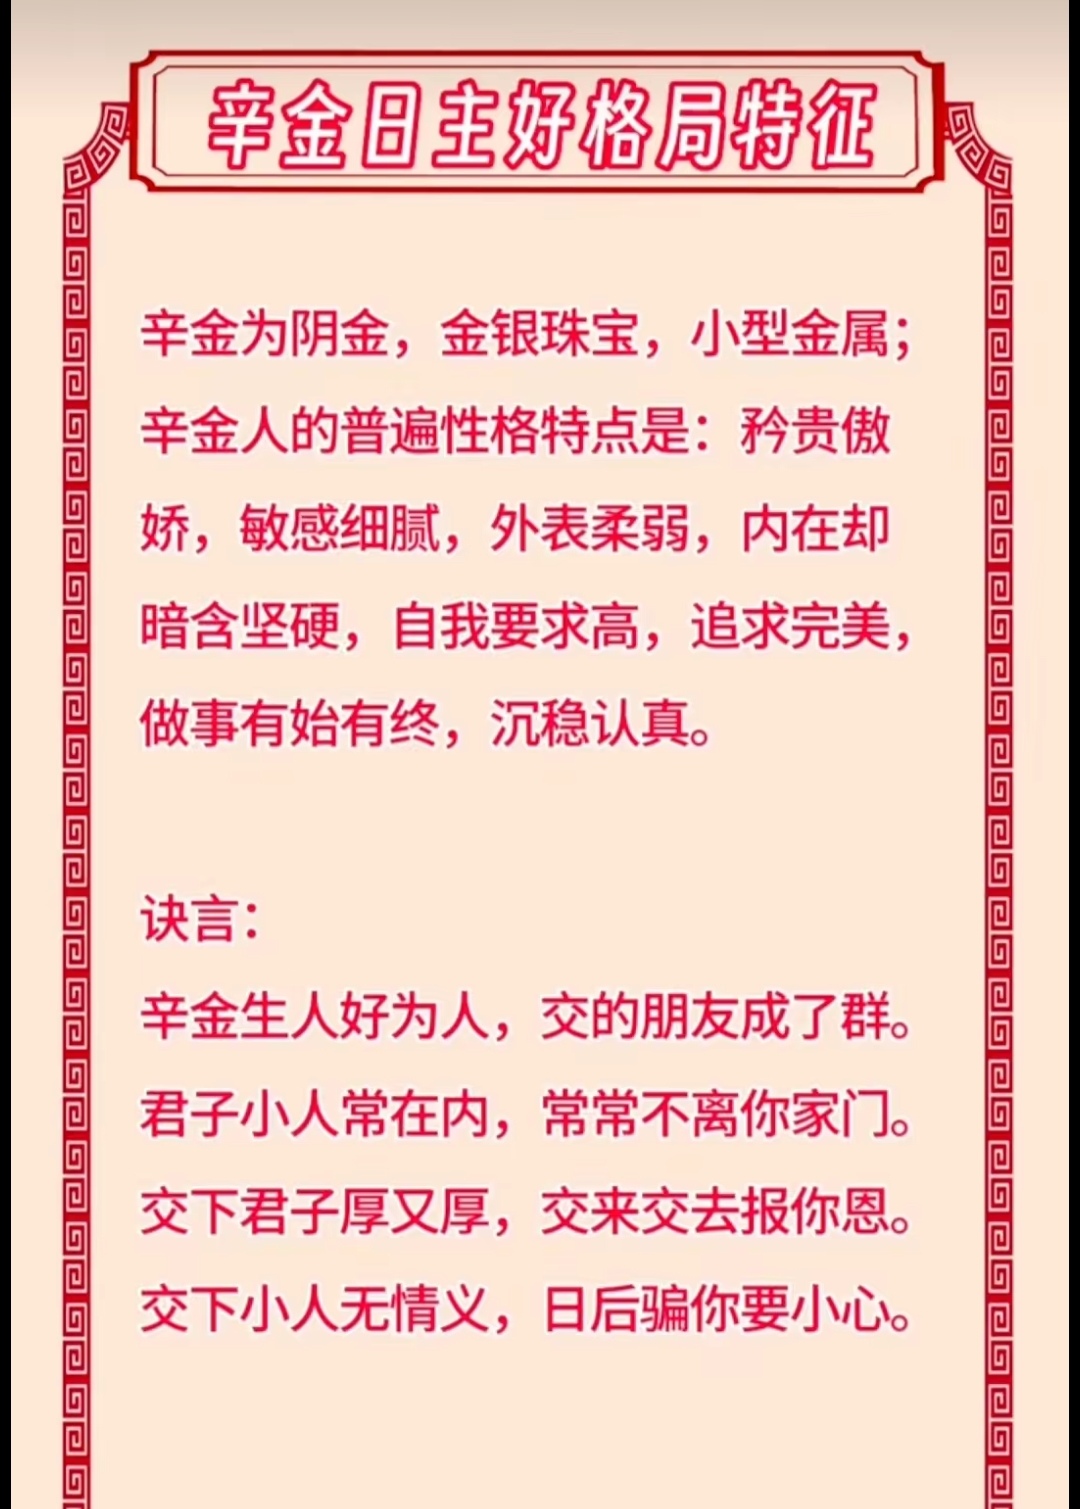 辛金日主好格局特征
辛金为阴金，金银珠宝，小型金属；
辛金人的普遍性格特点是：矜贵傲
娇，敏感细腻，外表柔弱，内在却
暗含坚硬，自我要求高，追求完美，
做事有始有终，沉稳认真。
诀言：
辛金生人好为人，交的朋友成了群。
君子小人常在内，常常不离你家门。
交下君子厚又厚，交来交去报你恩。
交下小人无情义，日后骗你要小心。